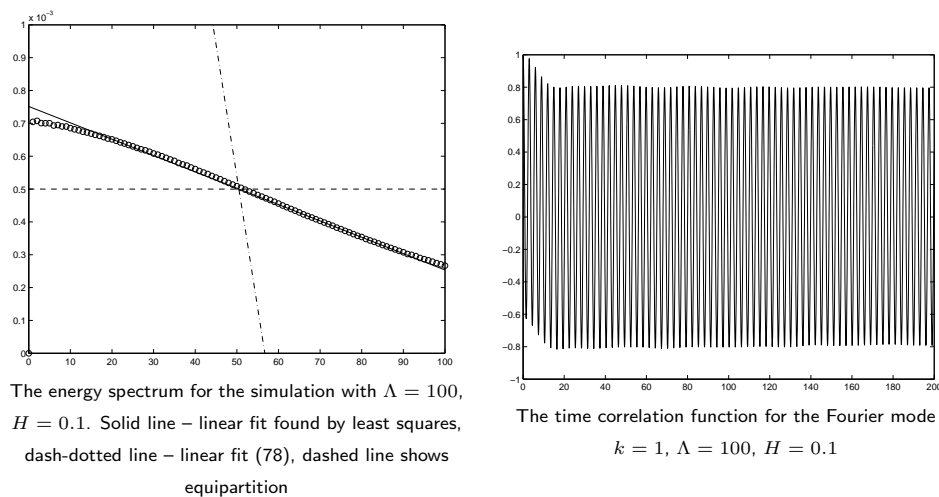 x 10⁻³
1
0.9
0.8
0.7
0.6
0.5
0.4
0.3
0.2
0.1
0
0 10 20 30 40 50 60 70 80 90 100
The energy spectrum for the simulation with Λ = 100,
H = 0.1. Solid line – linear fit found by least squares,
dash-dotted line – linear fit (78), dashed line shows
equipartition
1
0.8
0.6
0.4
0.2
0
−0.2
−0.4
−0.6
−0.8
−1
0 20 40 60 80 100 120 140 160 180 200
The time correlation function for the Fourier mode
k = 1, Λ = 100, H = 0.1